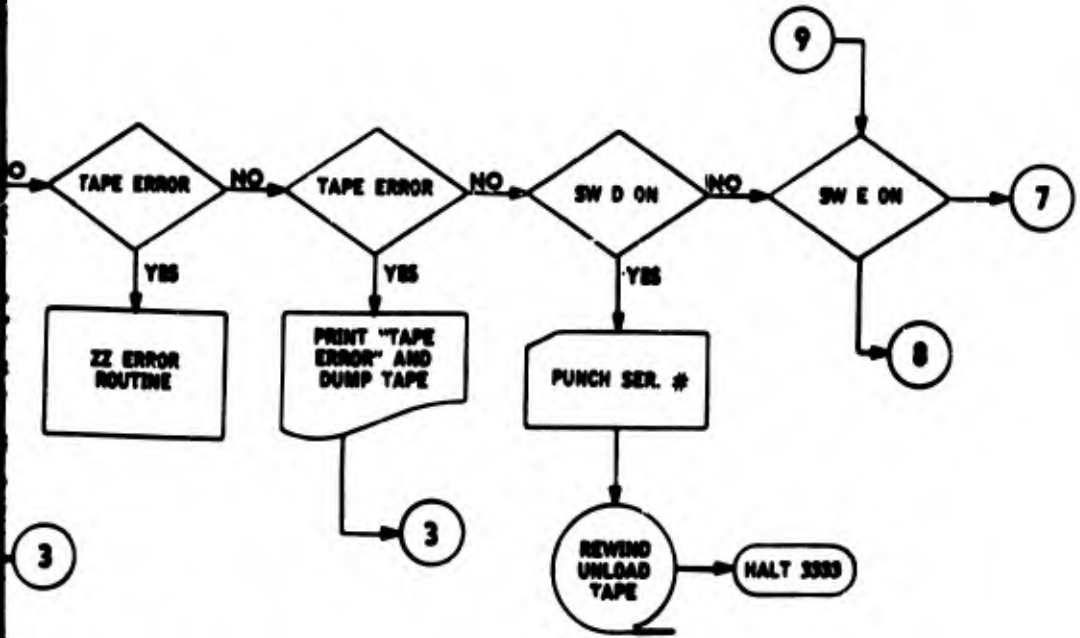 9
O
TAPE ERROR
NO
TAPE ERROR
NO
SW D ON
NO
SW E ON
7
YES
YES
YES
8
ZZ ERROR
ROUTINE
PRINT "TAPE
ERROR" AND
DUMP TAPE
PUNCH SER. #
3
3
REWIND
UNLOAD
TAPE
HALT 3333